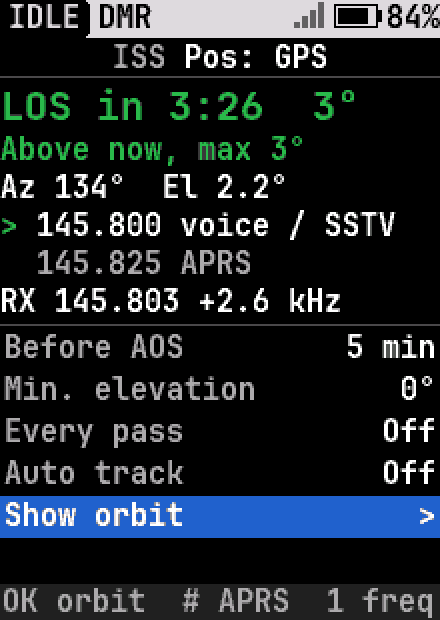 IDLE DMR 84%
ISS Pos: GPS
LOS in 3:26 3°
Above now, max 3°
Az 134° El 2.2°
> 145.800 voice / SSTV
145.825 APRS
RX 145.803 +2.6 kHz
Before AOS 5 min
Min. elevation 0°
Every pass Off
Auto track Off
Show orbit >
OK orbit # APRS 1 freq